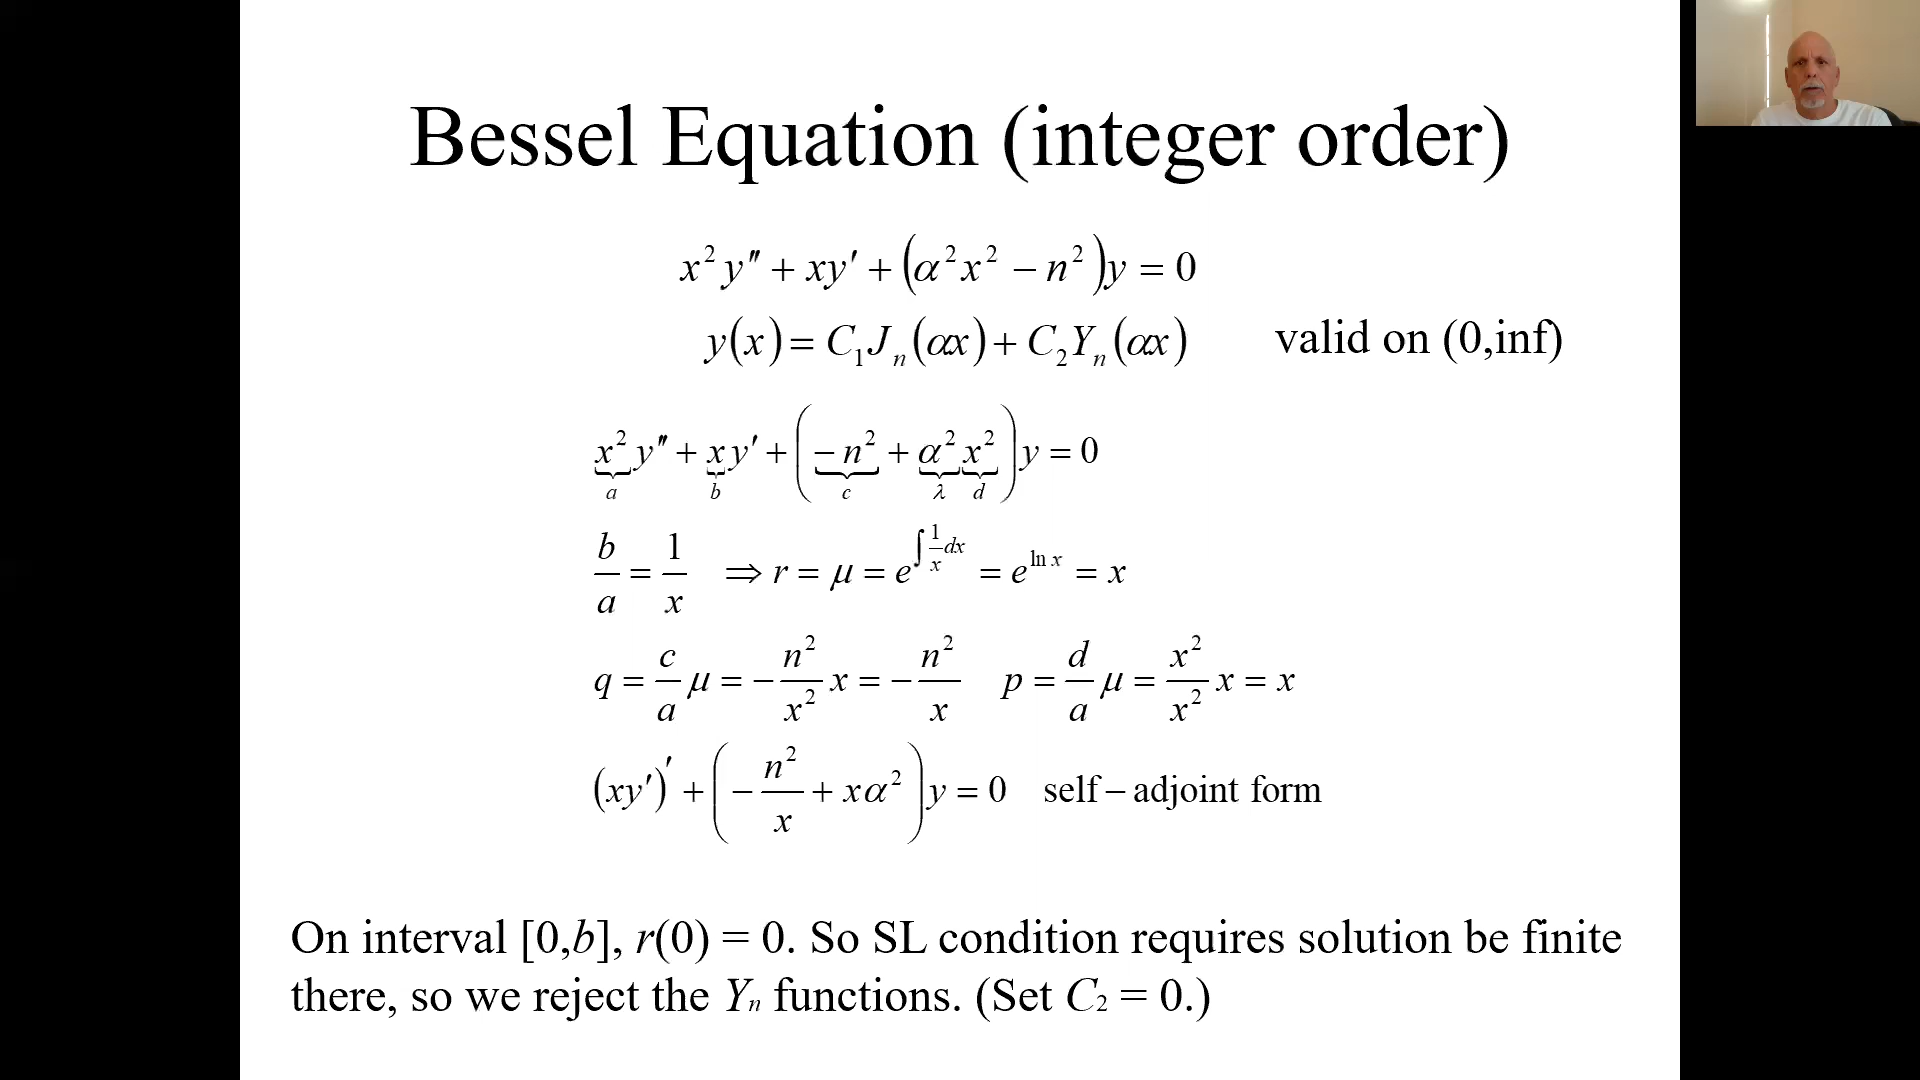 Bessel Equation (integer order)
x²y″ + xy′ + (α²x² − n²)y = 0
y(x) = C₁Jₙ(αx) + C₂Yₙ(αx) valid on (0,inf)
x²y″ + xy′ + (−n² + α²x²)y = 0
a b c λ d
b/a = 1/x ⇒ r = μ = e^{∫(1/x)dx} = e^{ln x} = x
q = (c/a)μ = −(n²/x²)x = −n²/x p = (d/a)μ = (x²/x²)x = x
(xy′)′ + (−n²/x + xα²)y = 0 self−adjoint form
On interval [0,b], r(0) = 0. So SL condition requires solution be finite
there, so we reject the Yₙ functions. (Set C₂ = 0.)